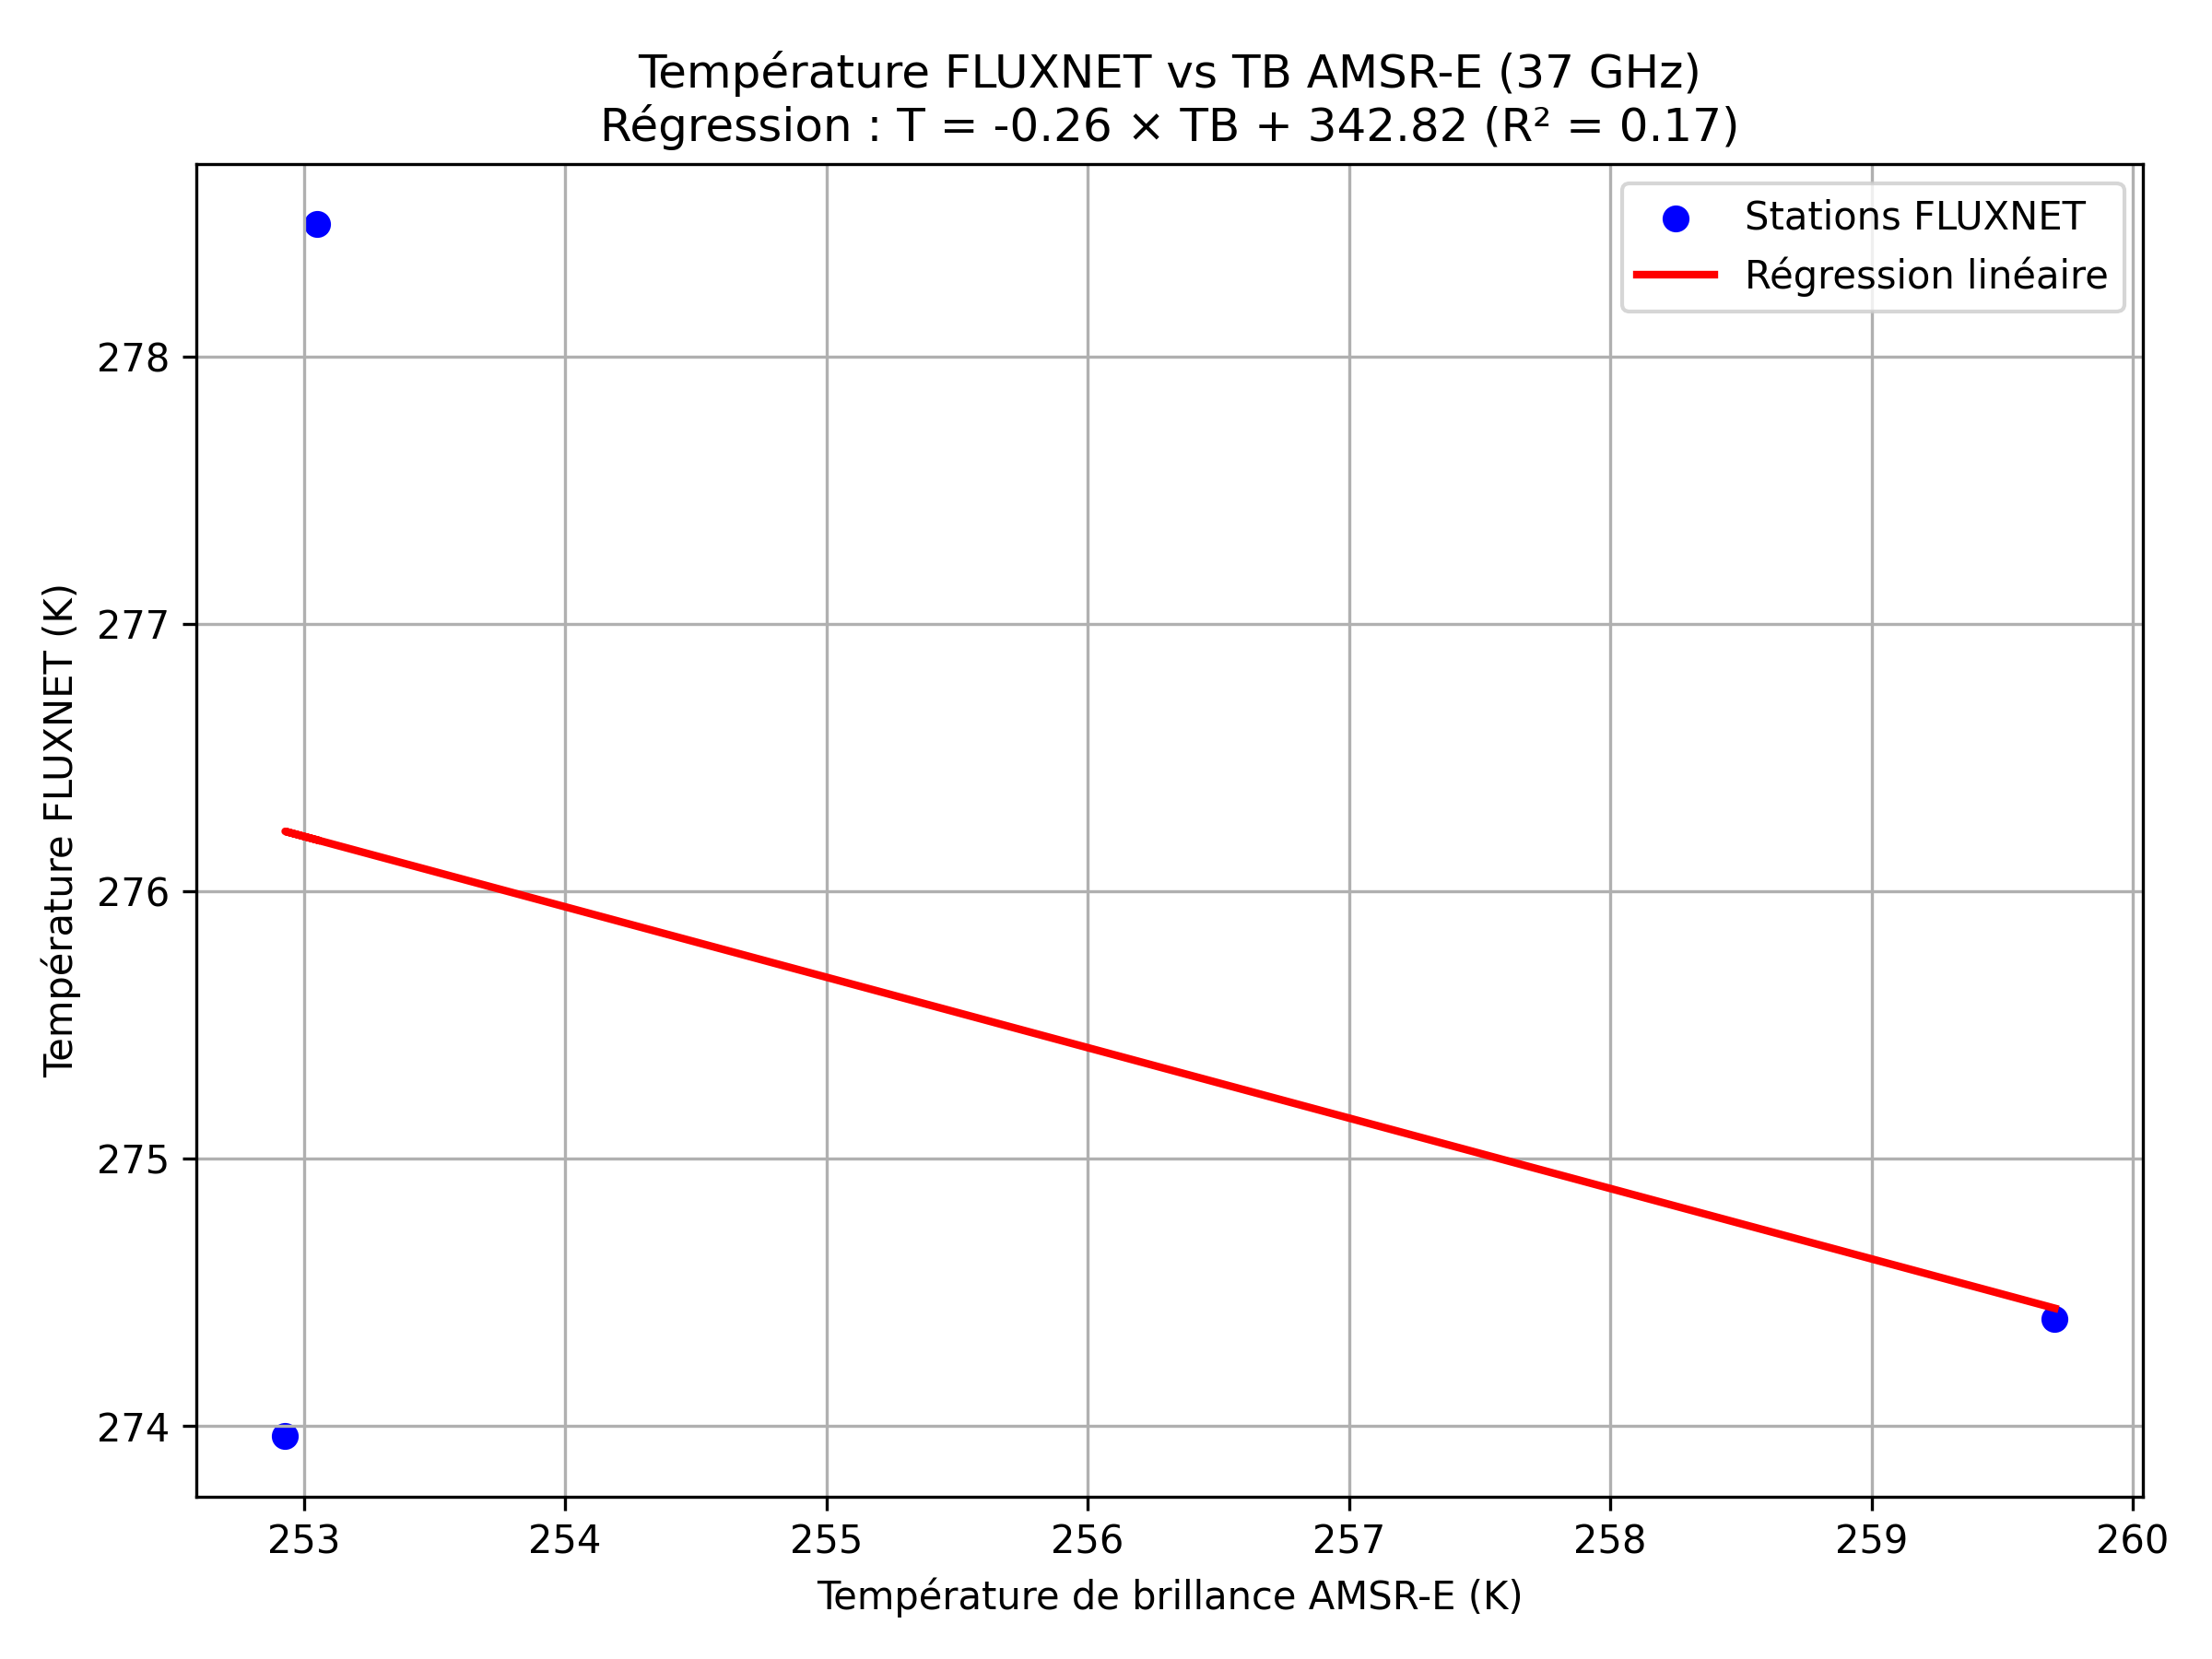 Température FLUXNET vs TB AMSR-E (37 GHz)
Régression : T = -0.26 × TB + 342.82 (R² = 0.17)
Stations FLUXNET
Régression linéaire
Température FLUXNET (K)
278
277
276
275
274
253 254 255 256 257 258 259 260
Température de brillance AMSR-E (K)